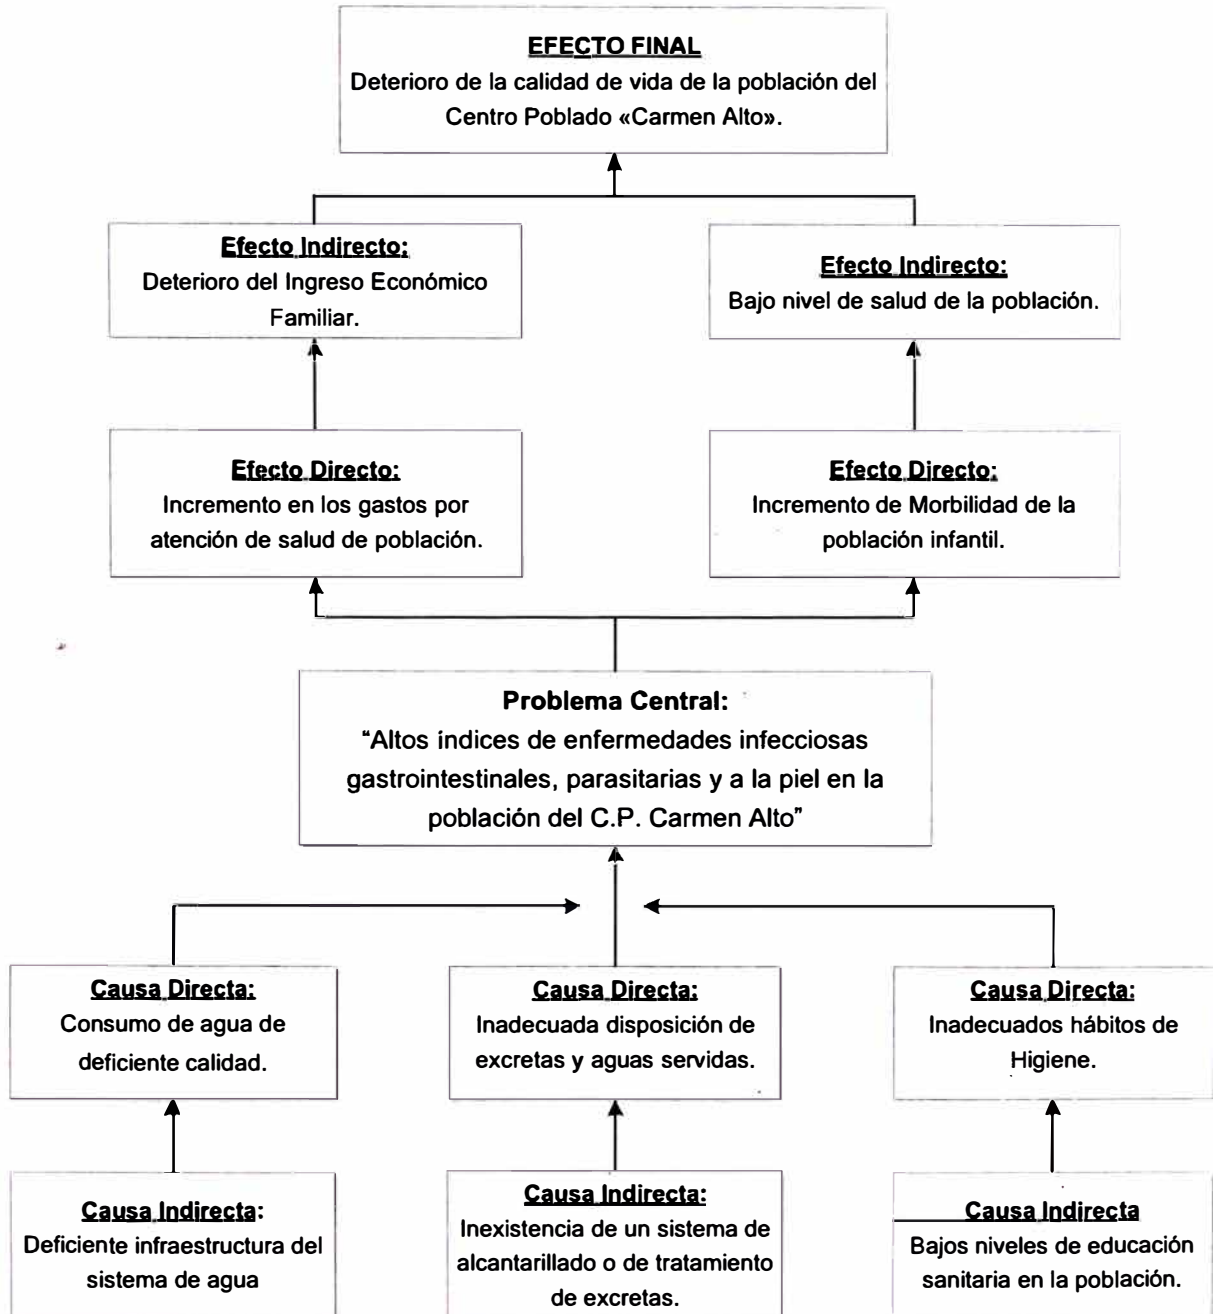 EFECTO FINAL
Deterioro de la calidad de vida de la población del
Centro Poblado «Carmen Alto».
Efecto Indirecto:
Deterioro del Ingreso Económico
Familiar.
Efecto Indirecto:
Bajo nivel de salud de la población.
Efecto Directo:
Incremento en los gastos por
atención de salud de población.
Efecto Directo:
Incremento de Morbilidad de la
población infantil.
Problema Central:
"Altos índices de enfermedades infecciosas
gastrointestinales, parasitarias y a la piel en la
población del C.P. Carmen Alto"
Causa Directa:
Consumo de agua de
deficiente calidad.
Causa Directa:
Inadecuada disposición de
excretas y aguas servidas.
Causa Directa:
Inadecuados hábitos de
Higiene.
Causa Indirecta:
Deficiente infraestructura del
sistema de agua
Causa Indirecta:
Inexistencia de un sistema de
alcantarillado o de tratamiento
de excretas.
Causa Indirecta
Bajos niveles de educación
sanitaria en la población.